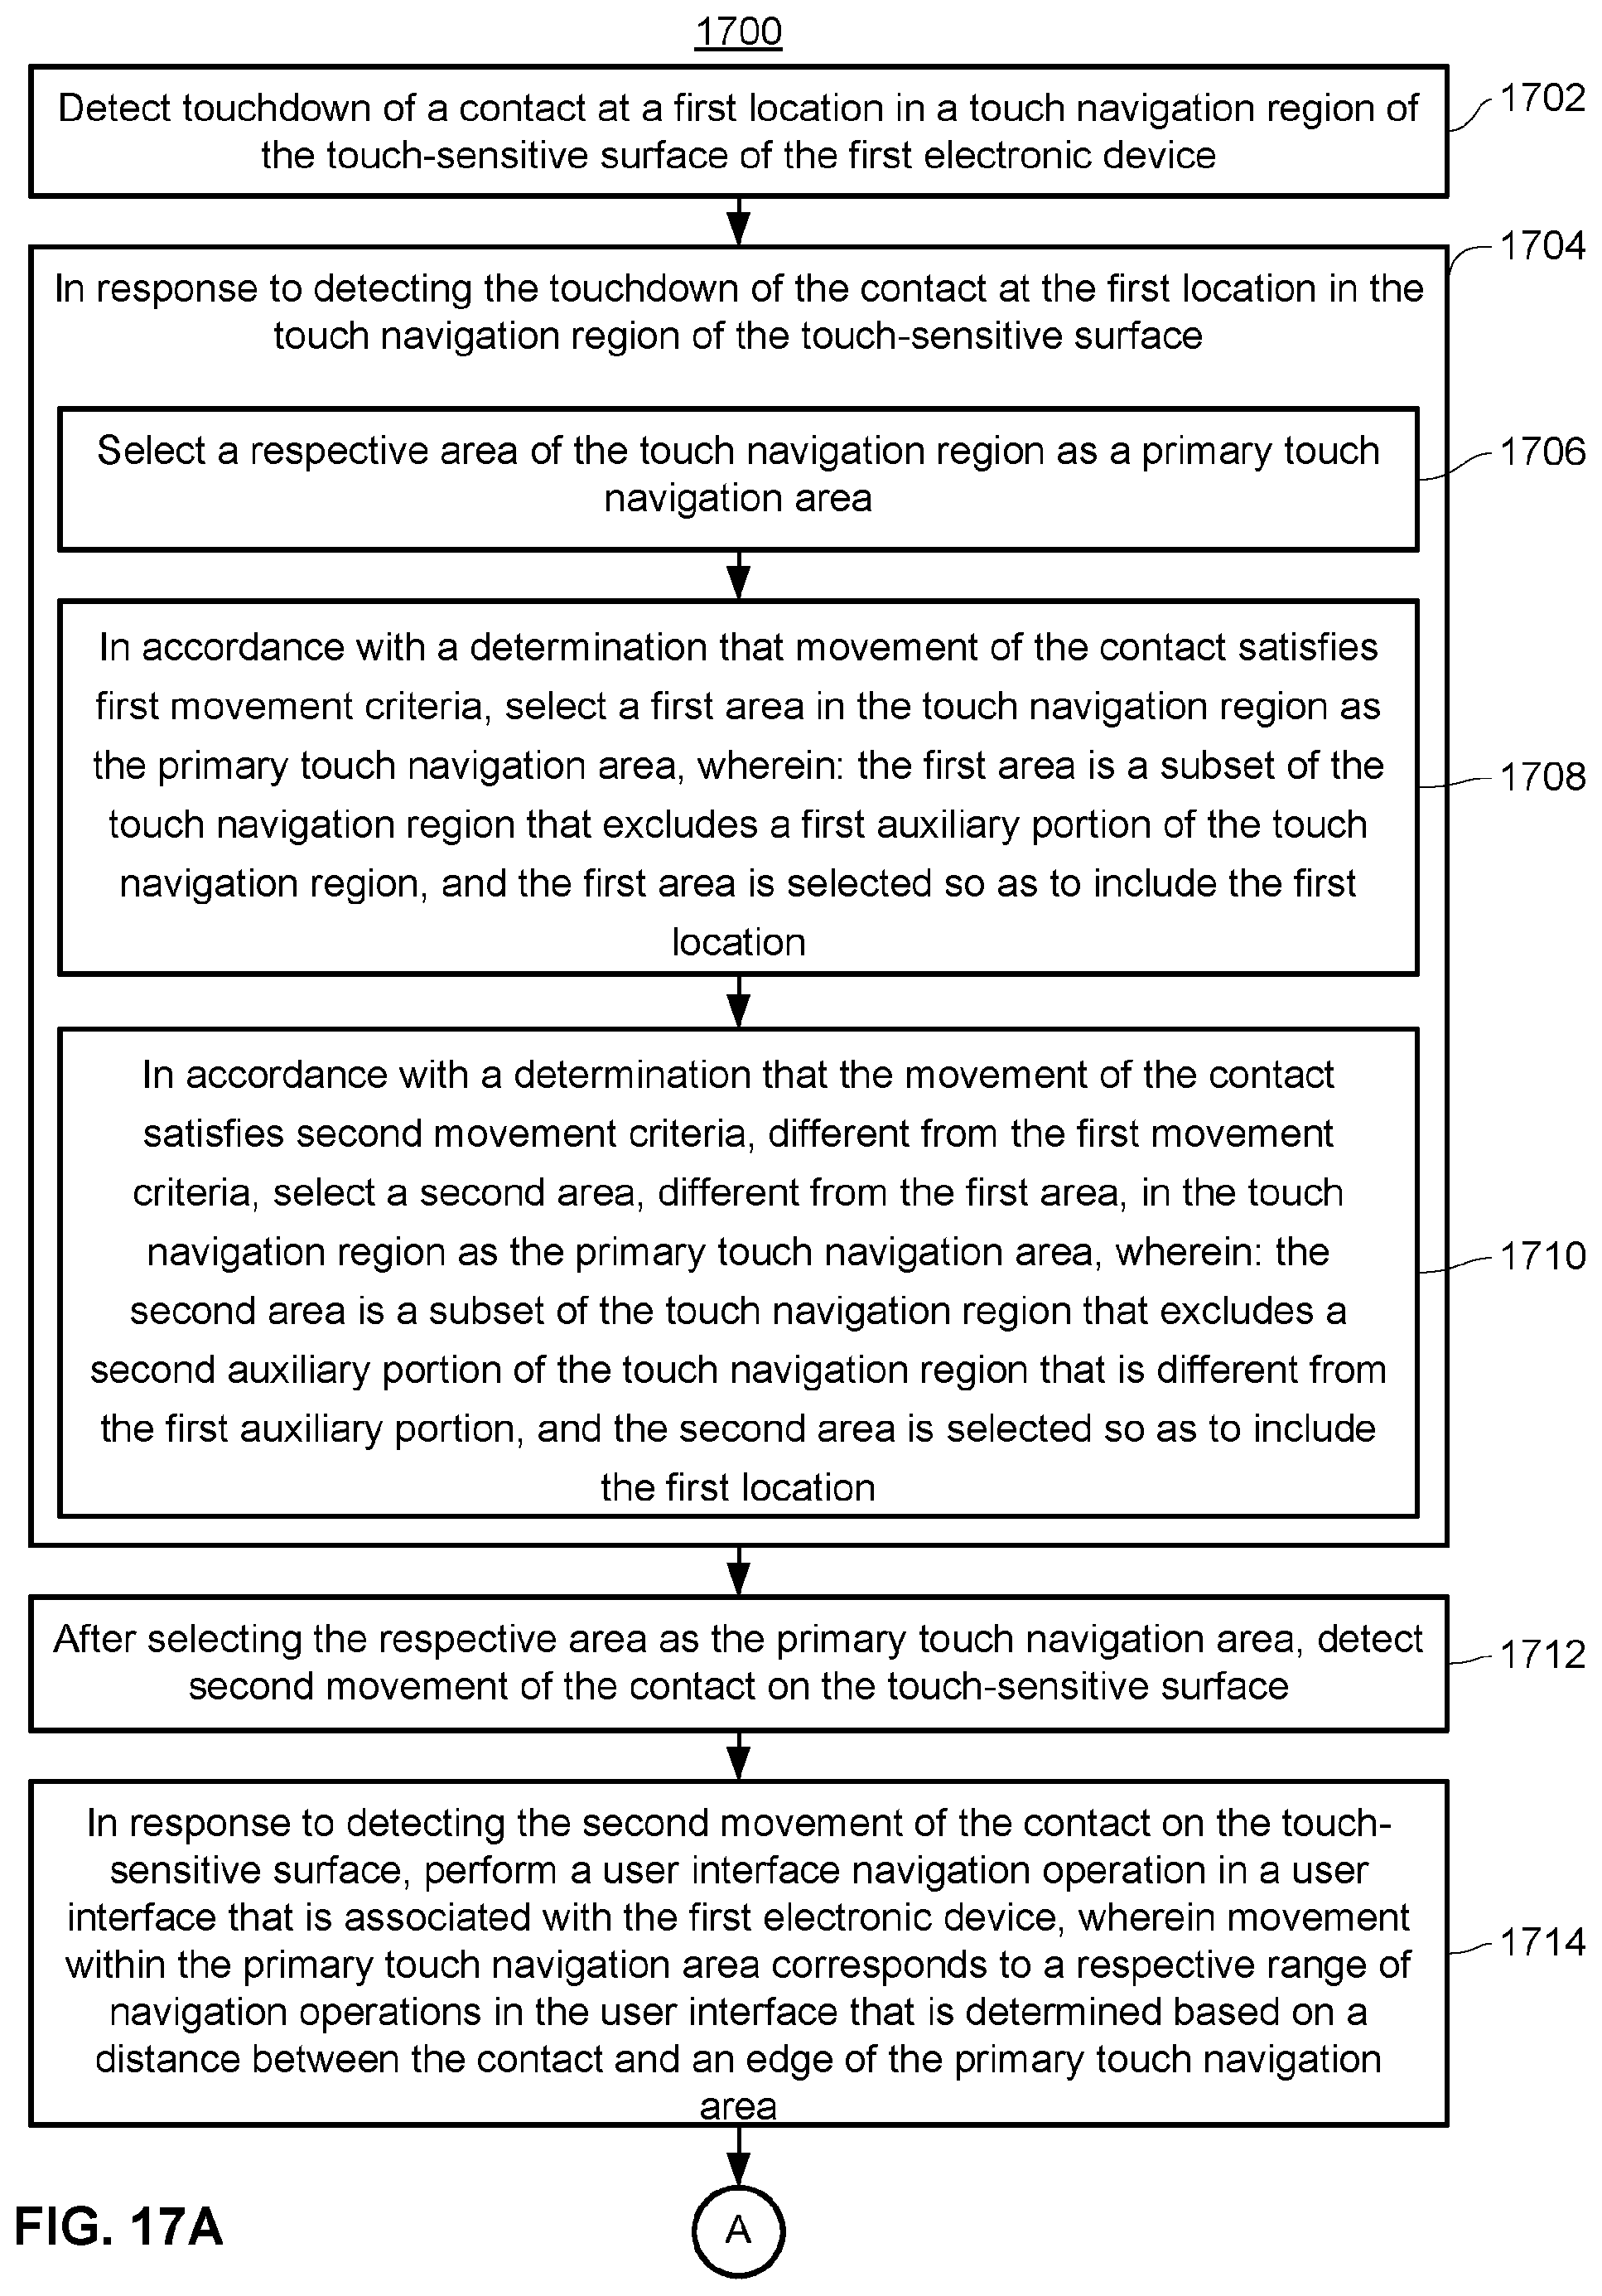 1700
Detect touchdown of a contact at a first location in a touch navigation region of
the touch-sensitive surface of the first electronic device
1702
In response to detecting the touchdown of the contact at the first location in the
touch navigation region of the touch-sensitive surface
1704
Select a respective area of the touch navigation region as a primary touch
navigation area
1706
In accordance with a determination that movement of the contact satisfies
first movement criteria, select a first area in the touch navigation region as
the primary touch navigation area, wherein: the first area is a subset of the
touch navigation region that excludes a first auxiliary portion of the touch
navigation region, and the first area is selected so as to include the first
location
1708
In accordance with a determination that the movement of the contact
satisfies second movement criteria, different from the first movement
criteria, select a second area, different from the first area, in the touch
navigation region as the primary touch navigation area, wherein: the
second area is a subset of the touch navigation region that excludes a
second auxiliary portion of the touch navigation region that is different from
the first auxiliary portion, and the second area is selected so as to include
the first location
1710
After selecting the respective area as the primary touch navigation area, detect
second movement of the contact on the touch-sensitive surface
1712
In response to detecting the second movement of the contact on the touch-
sensitive surface, perform a user interface navigation operation in a user
interface that is associated with the first electronic device, wherein movement
within the primary touch navigation area corresponds to a respective range of
navigation operations in the user interface that is determined based on a
distance between the contact and an edge of the primary touch navigation
area
1714
A
FIG. 17A